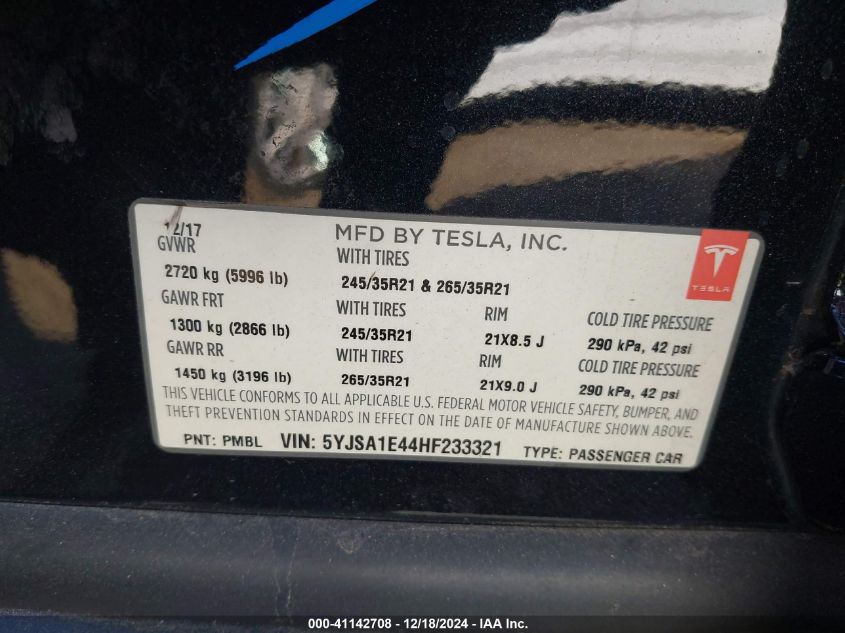 12/17
MFD BY TESLA, INC.
GVWR
WITH TIRES
2720 kg (5996 lb)
245/35R21 & 265/35R21
TESLA
GAWR FRT
WITH TIRES
RIM
COLD TIRE PRESSURE
1300 kg (2866 lb)
245/35R21
21X8.5 J
290 kPa, 42 psi
GAWR RR
WITH TIRES
RIM
COLD TIRE PRESSURE
1450 kg (3196 lb)
265/35R21
21X9.0 J
290 kPa, 42 psi
THIS VEHICLE CONFORMS TO ALL APPLICABLE U.S. FEDERAL MOTOR VEHICLE SAFETY, BUMPER, AND
THEFT PREVENTION STANDARDS IN EFFECT ON THE DATE OF MANUFACTURE SHOWN ABOVE.
PNT: PMBL VIN: 5YJSA1E44HF233321 TYPE: PASSENGER CAR
000-41142708 - 12/18/2024 - IAA Inc.